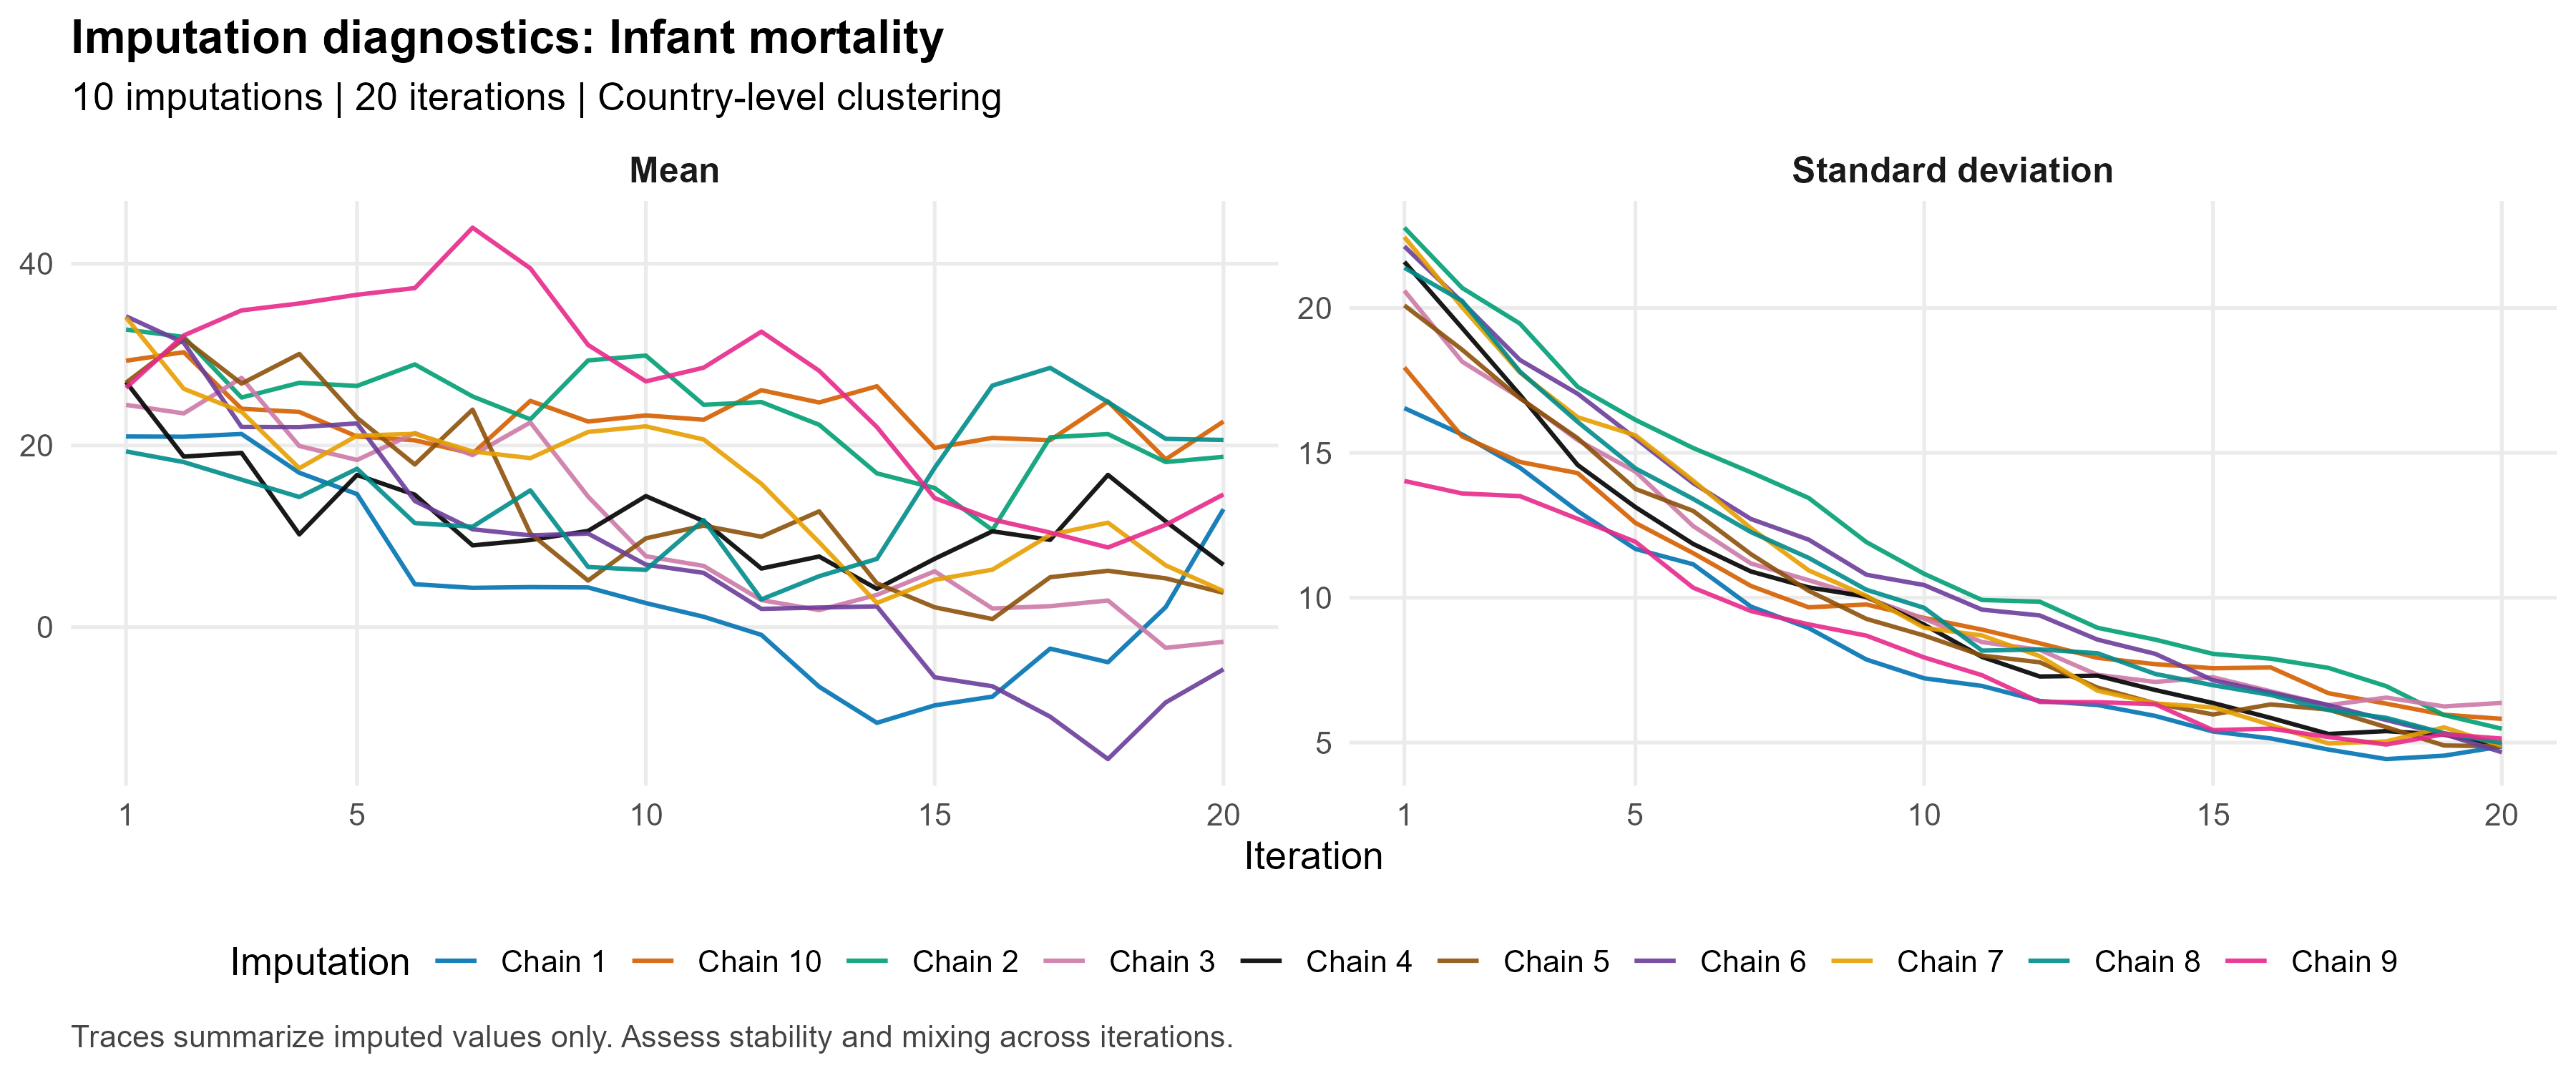 Imputation diagnostics: Infant mortality
10 imputations | 20 iterations | Country-level clustering
Mean
Standard deviation
40
20
0
20
15
10
5
1 5 10 15 20
1 5 10 15 20
Iteration
Imputation Chain 1 Chain 10 Chain 2 Chain 3 Chain 4 Chain 5 Chain 6 Chain 7 Chain 8 Chain 9
Traces summarize imputed values only. Assess stability and mixing across iterations.